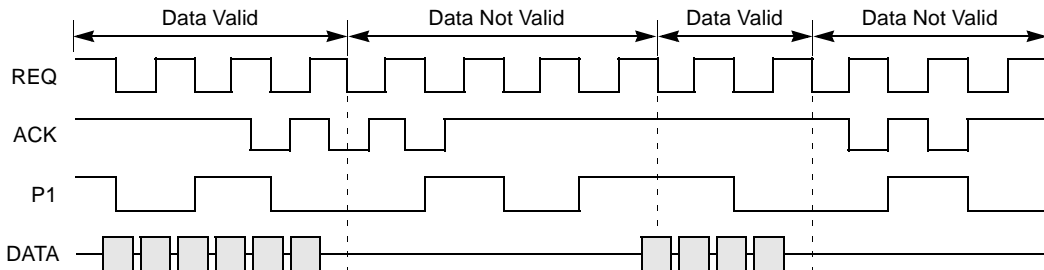 Data Valid Data Not Valid Data Valid Data Not Valid
REQ
ACK
P1
DATA